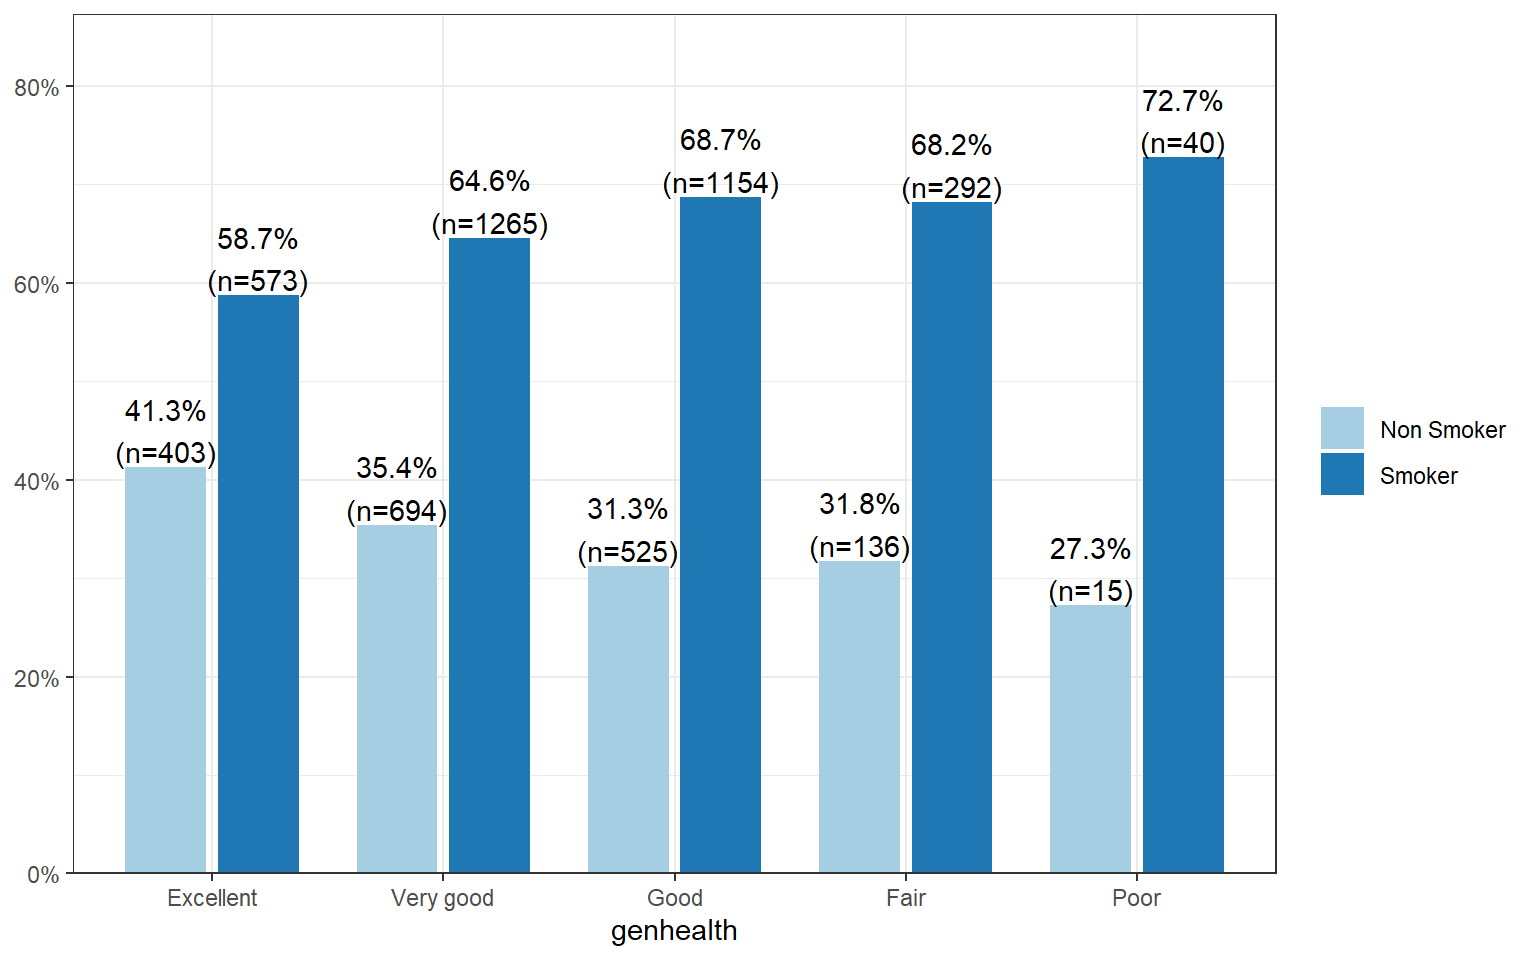 80%
60%
40%
20%
0%
41.3%
(n=403)
58.7%
(n=573)
35.4%
(n=694)
64.6%
(n=1265)
31.3%
(n=525)
68.7%
(n=1154)
31.8%
(n=136)
68.2%
(n=292)
27.3%
(n=15)
72.7%
(n=40)
Excellent
Very good
Good
Fair
Poor
genhealth
Non Smoker
Smoker